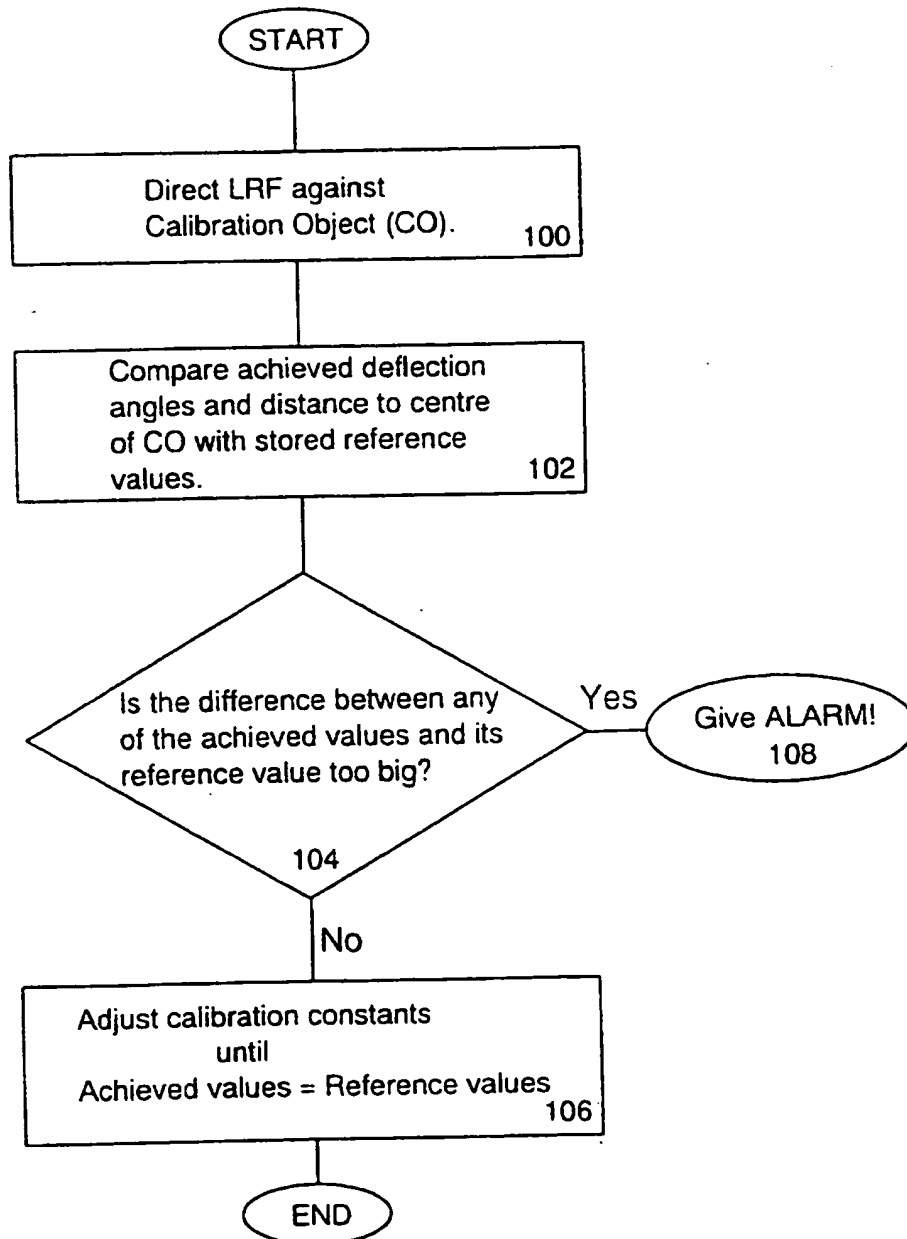 START
Direct LRF against
Calibration Object (CO).
100
Compare achieved deflection
angles and distance to centre
of CO with stored reference
values.
102
Is the difference between any
of the achieved values and its
reference value too big?
104
Yes
Give ALARM!
108
No
Adjust calibration constants
until
Achieved values = Reference values
106
END